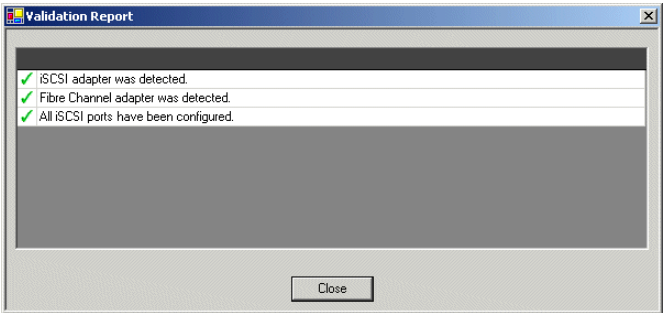 Validation Report
iSCSI adapter was detected.
Fibre Channel adapter was detected.
All iSCSI ports have been configured.
Close